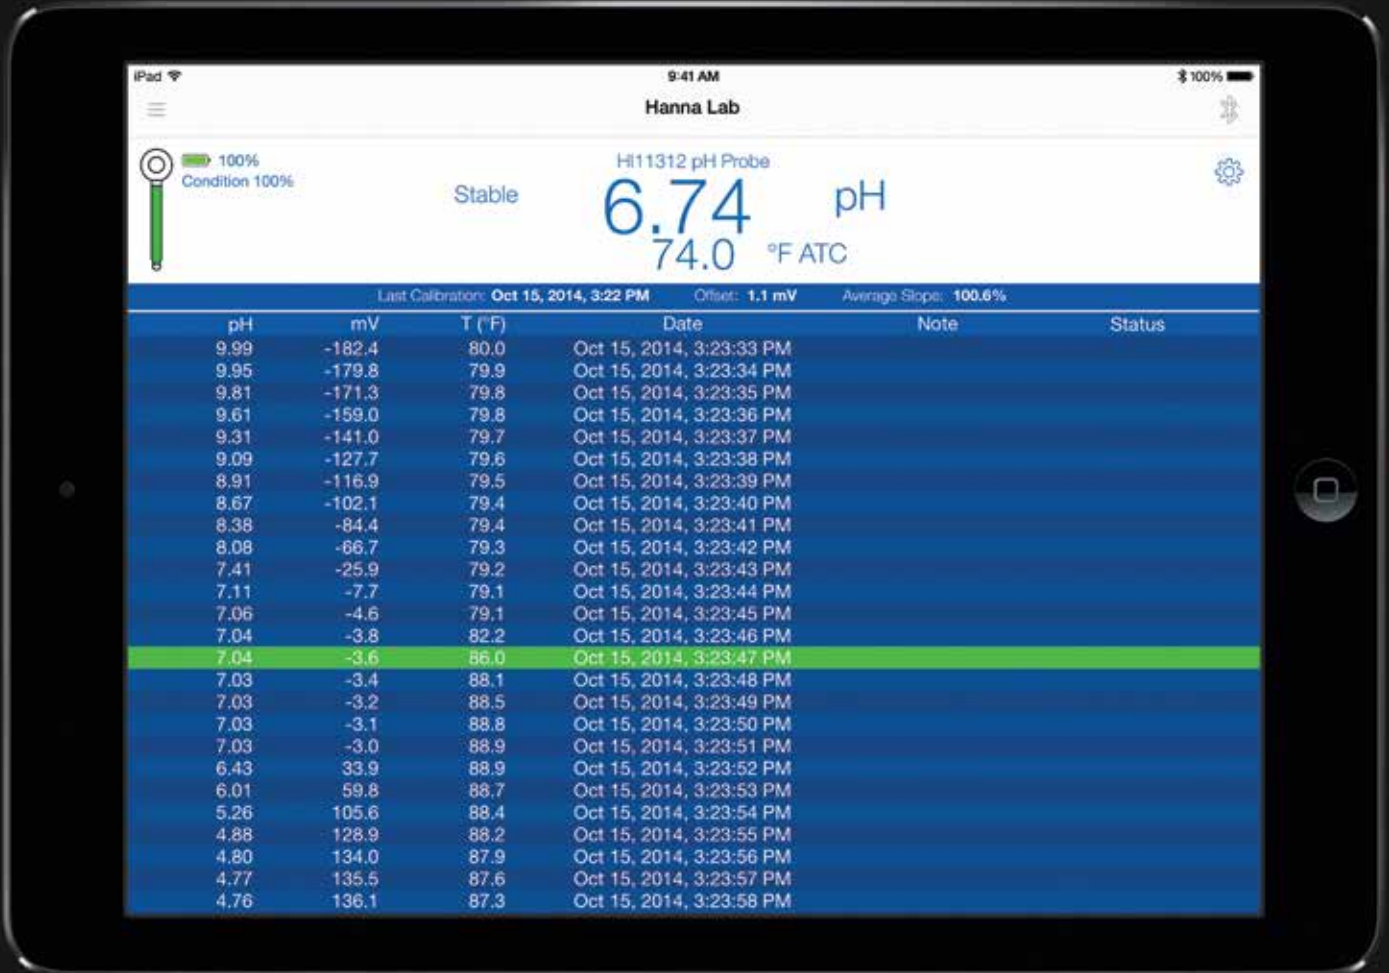 iPad 9:41 AM 100%
Hanna Lab
100%
Condition 100%
HI11312 pH Probe
Stable 6.74 pH
74.0 °F ATC
Last Calibration: Oct 15, 2014, 3:22 PM Offset: 1.1 mV Average Slope: 100.6%
pH mV T (°F) Date Note Status
9.99 -182.4 80.0 Oct 15, 2014, 3:23:33 PM
9.95 -179.8 79.9 Oct 15, 2014, 3:23:34 PM
9.81 -171.3 79.8 Oct 15, 2014, 3:23:35 PM
9.61 -159.0 79.8 Oct 15, 2014, 3:23:36 PM
9.31 -141.0 79.7 Oct 15, 2014, 3:23:37 PM
9.09 -127.7 79.6 Oct 15, 2014, 3:23:38 PM
8.91 -116.9 79.5 Oct 15, 2014, 3:23:39 PM
8.67 -102.1 79.4 Oct 15, 2014, 3:23:40 PM
8.38 -84.4 79.4 Oct 15, 2014, 3:23:41 PM
8.08 -66.7 79.3 Oct 15, 2014, 3:23:42 PM
7.41 -25.9 79.2 Oct 15, 2014, 3:23:43 PM
7.11 -7.7 79.1 Oct 15, 2014, 3:23:44 PM
7.06 -4.6 79.1 Oct 15, 2014, 3:23:45 PM
7.04 -3.8 82.2 Oct 15, 2014, 3:23:46 PM
7.04 -3.6 86.0 Oct 15, 2014, 3:23:47 PM
7.03 -3.4 88.1 Oct 15, 2014, 3:23:48 PM
7.03 -3.2 88.5 Oct 15, 2014, 3:23:49 PM
7.03 -3.1 88.8 Oct 15, 2014, 3:23:50 PM
7.03 -3.0 88.9 Oct 15, 2014, 3:23:51 PM
6.43 33.9 88.9 Oct 15, 2014, 3:23:52 PM
6.01 59.8 88.7 Oct 15, 2014, 3:23:53 PM
5.26 105.6 88.4 Oct 15, 2014, 3:23:54 PM
4.88 128.9 88.2 Oct 15, 2014, 3:23:55 PM
4.80 134.0 87.9 Oct 15, 2014, 3:23:56 PM
4.77 135.5 87.6 Oct 15, 2014, 3:23:57 PM
4.76 136.1 87.3 Oct 15, 2014, 3:23:58 PM